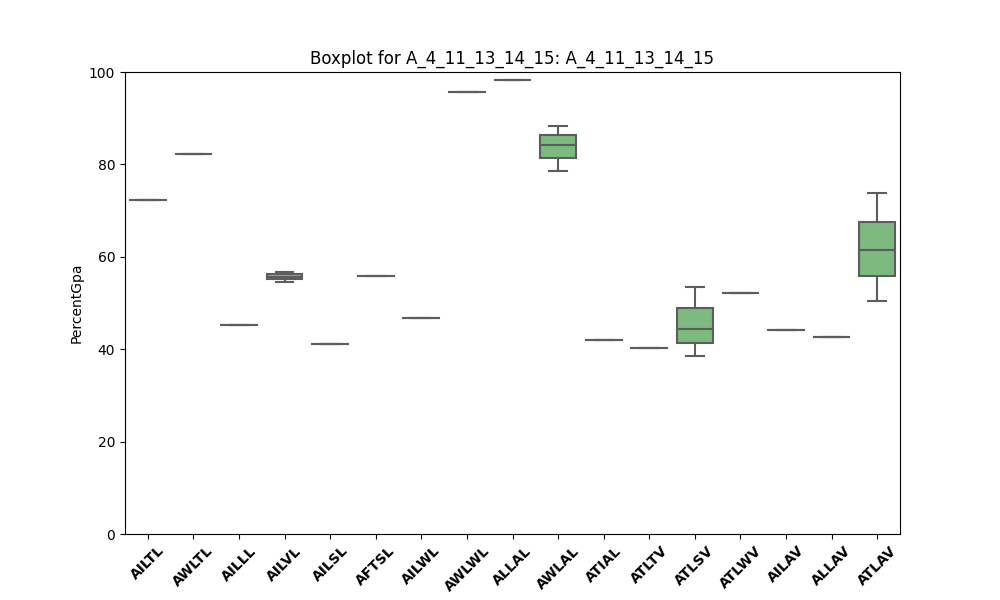 Boxplot for A_4_11_13_14_15: A_4_11_13_14_15
100
80
60
40
20
0
PercentGpa
AILTL
AWLTL
AILLL
AILVL
AILSL
AFTSL
AILWL
AWLWL
ALLAL
AWLAL
ATIAL
ATLTV
ATLSV
ATLWV
AILAV
ALLAV
ATLAV